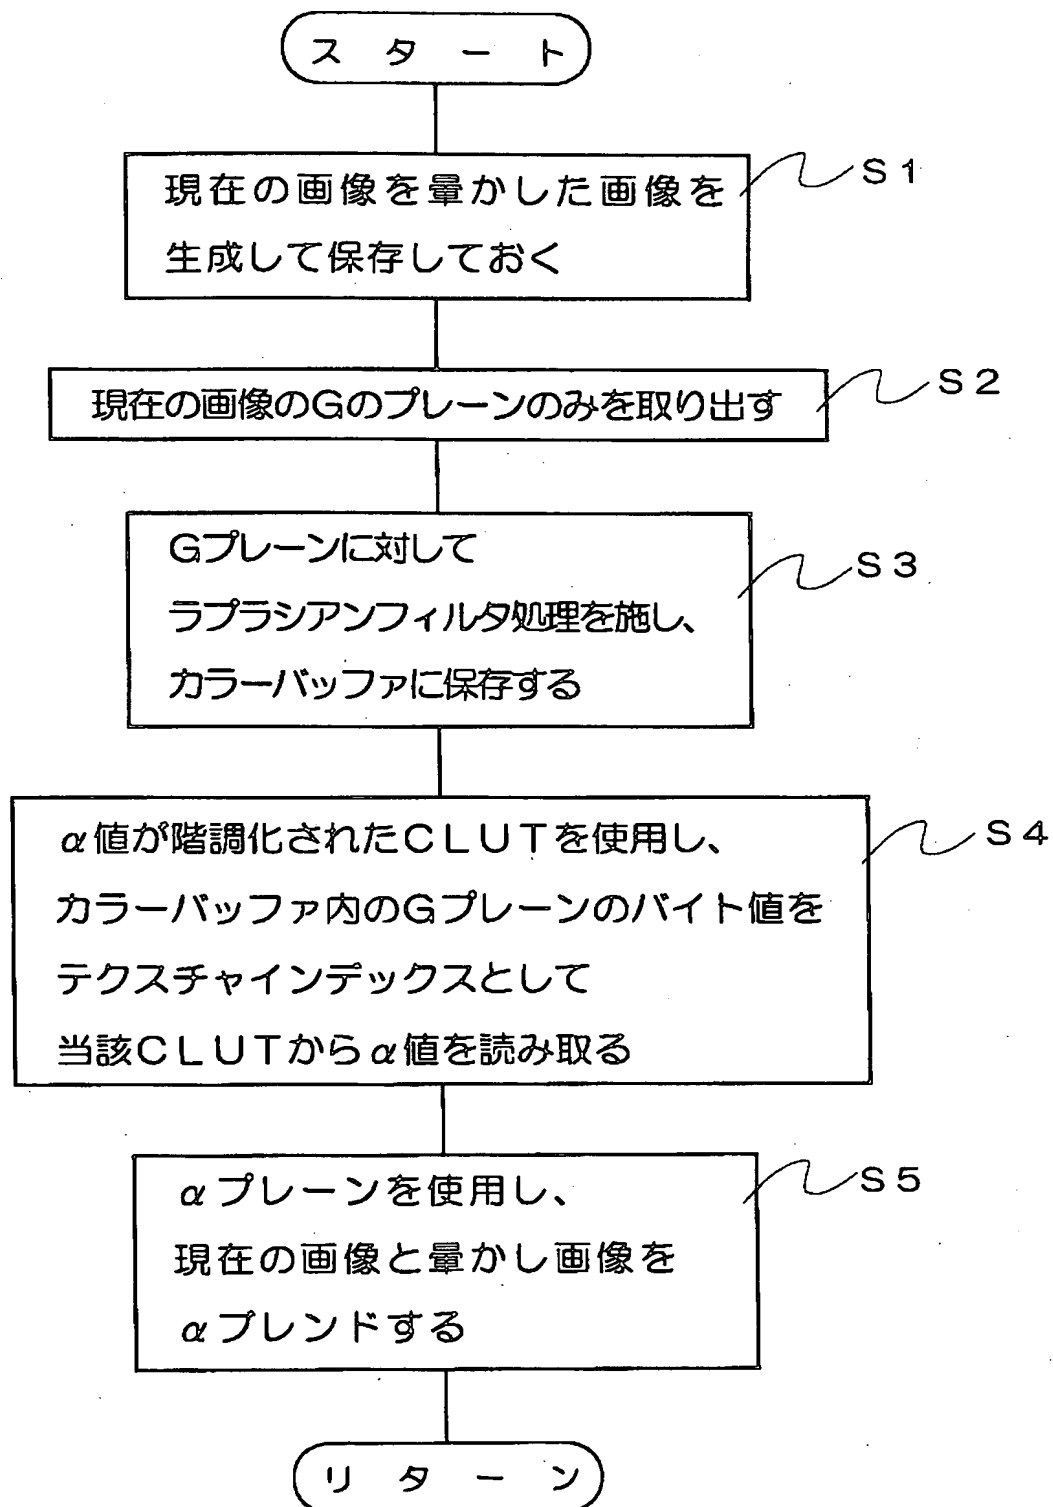 スタート
現在の画像を暈かした画像を
生成して保存しておく
S1
現在の画像のGのプレーンのみを取り出す
S2
Gプレーンに対して
ラプラシアンフィルタ処理を施し、
カラーバッファに保存する
S3
α値が階調化されたCLUTを使用し、
カラーバッファ内のGプレーンのバイト値を
テクスチャインデックスとして
当該CLUTからα値を読み取る
S4
αプレーンを使用し、
現在の画像と暈かし画像を
αブレンドする
S5
リターン